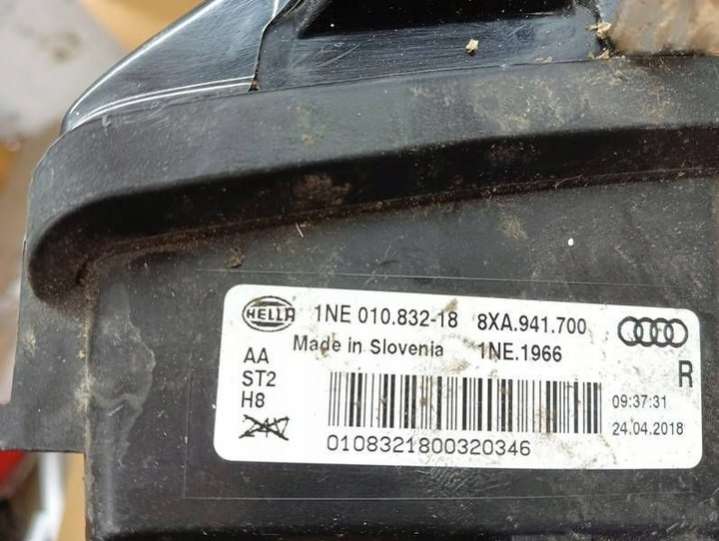 HELLA 1NE 010.832-18 8XA.941.700
AA Made in Slovenia 1NE.1966
ST2 R
H8 09:37:31
24.04.2018
0108321800320346